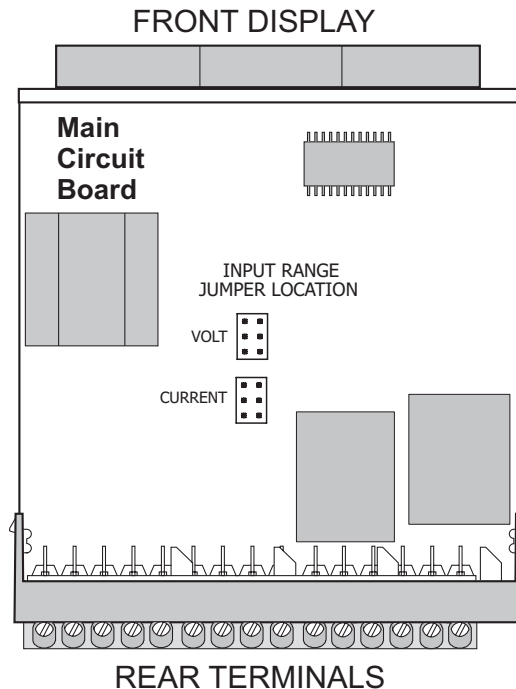 FRONT DISPLAY
Main
Circuit
Board
INPUT RANGE
JUMPER LOCATION
VOLT
CURRENT
REAR TERMINALS